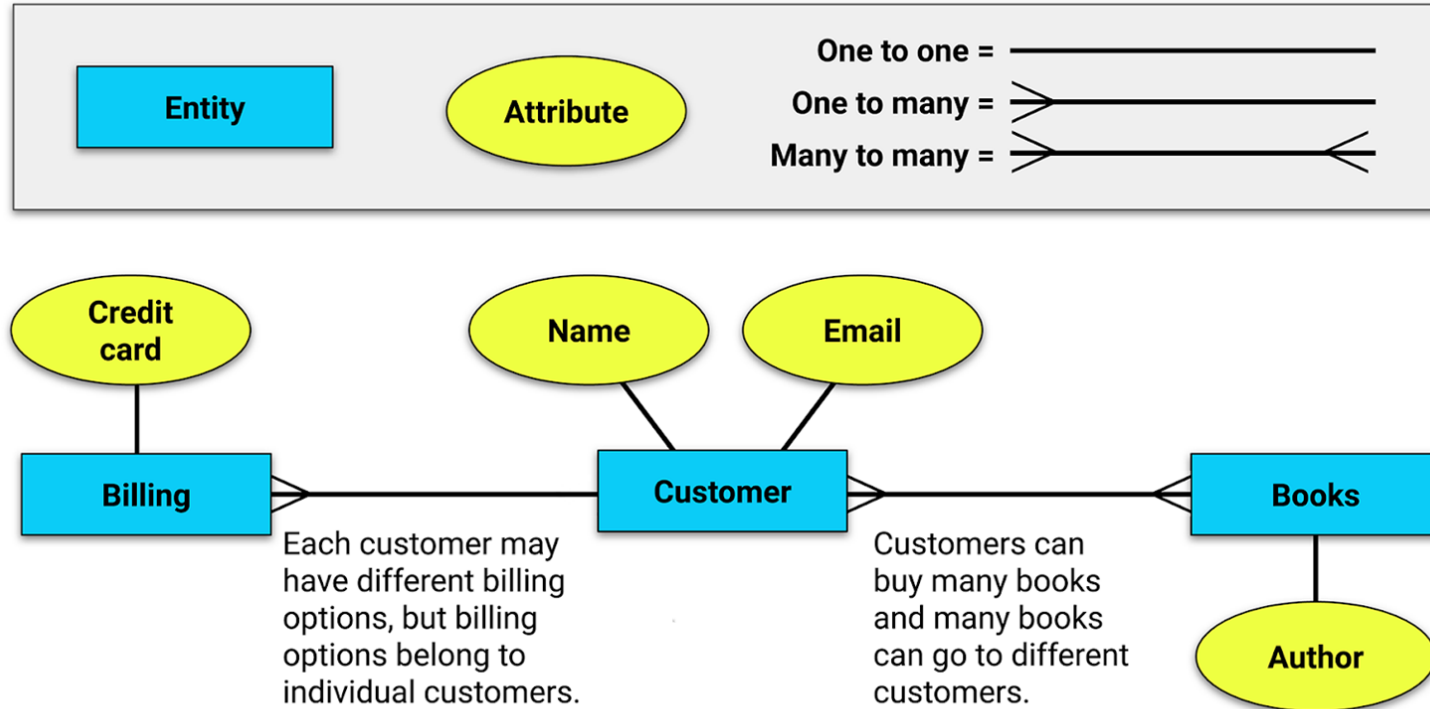 Entity
Attribute
One to one =
One to many =
Many to many =
Credit
card
Name
Email
Billing
Customer
Books
Each customer may
have different billing
options, but billing
options belong to
individual customers.
Customers can
buy many books
and many books
can go to different
customers.
Author